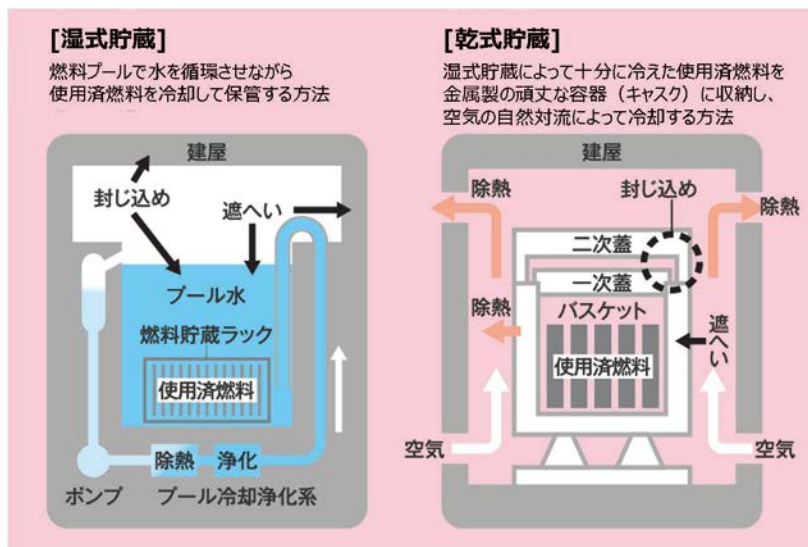 [湿式貯蔵]
燃料プールで水を循環させながら
使用済燃料を冷却して保管する方法
建屋
封じ込め
遮へい
プール水
燃料貯蔵ラック
使用済燃料
除熱
浄化
ポンプ
プール冷却浄化系
[乾式貯蔵]
湿式貯蔵によって十分に冷えた使用済燃料を
金属製の頑丈な容器（キャスク）に収納し、
空気の自然対流によって冷却する方法
建屋
除熱
封じ込め
除熱
二次蓋
一次蓋
除熱
バスケット
遮へい
使用済燃料
空気
空気